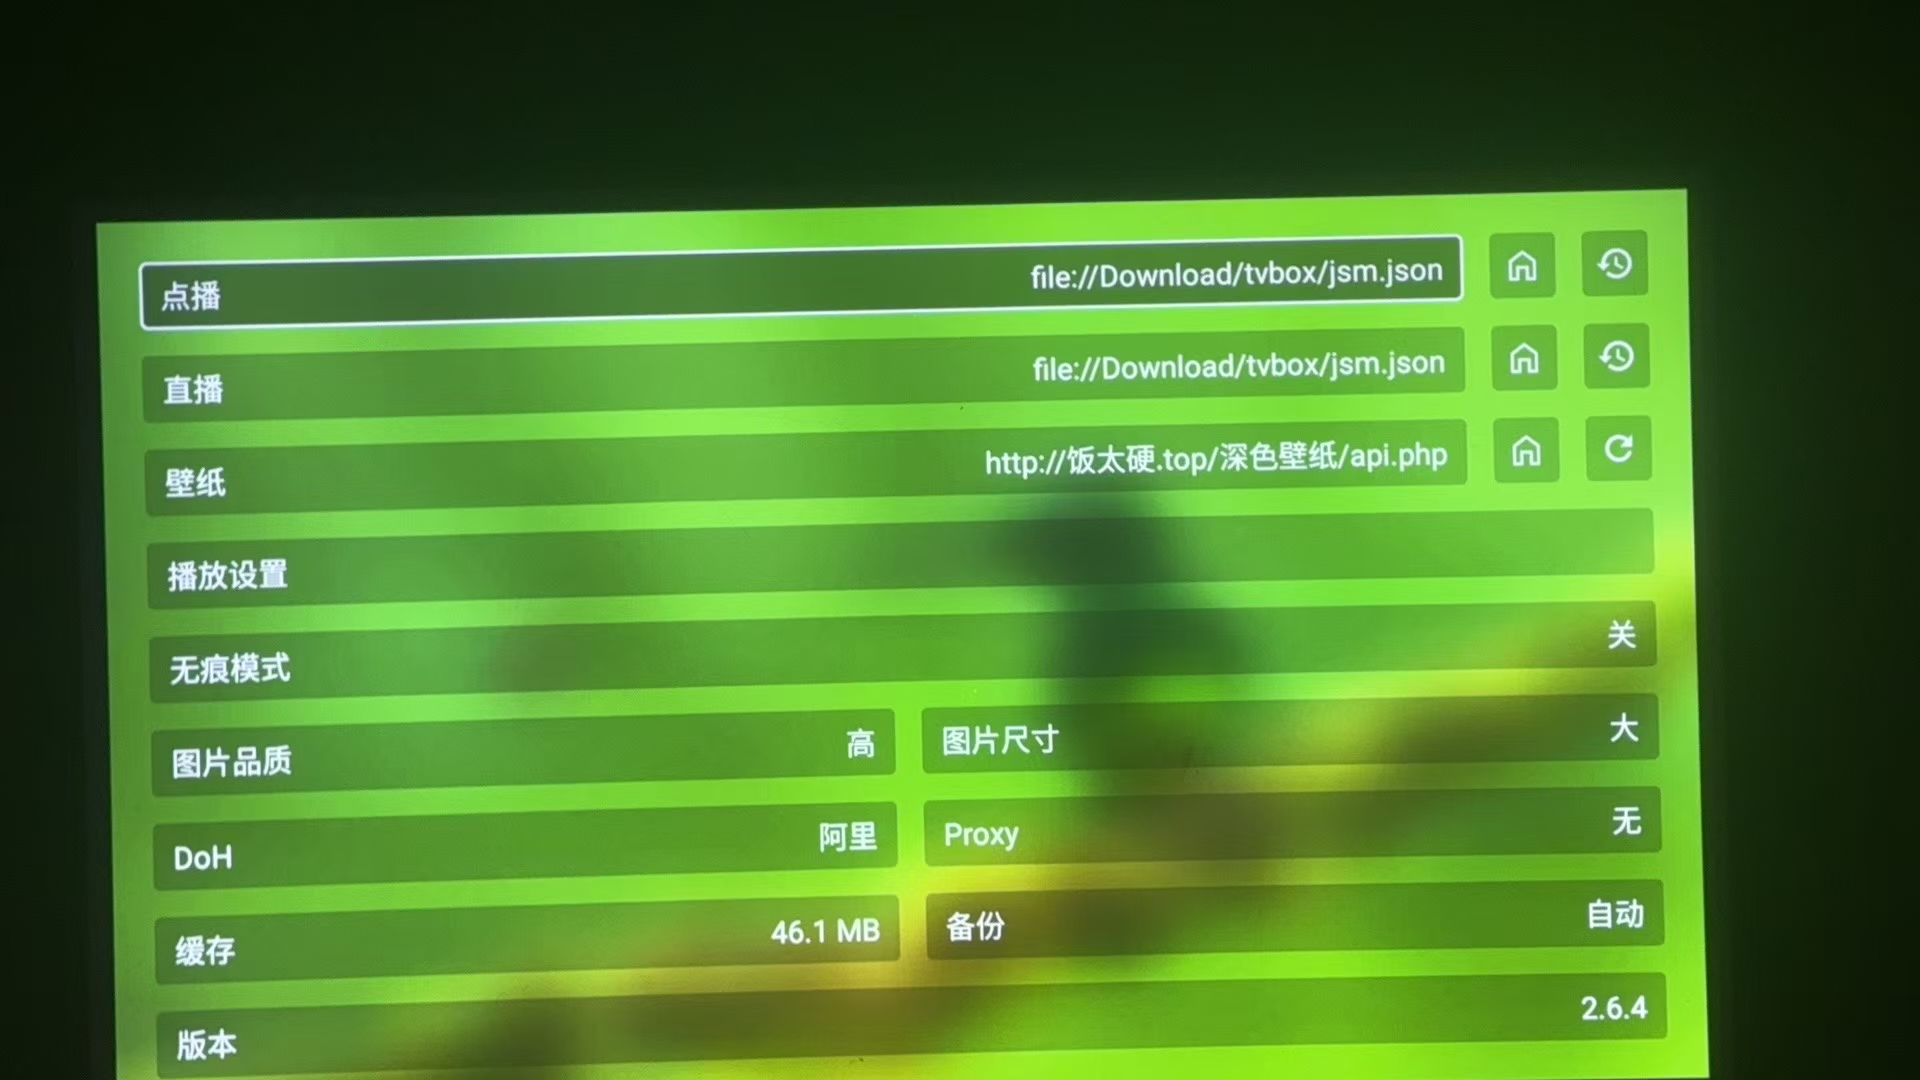 点播 file://Download/tvbox/jsm.json
直播 file://Download/tvbox/jsm.json
壁纸 http://饭太硬.top/深色壁纸/api.php
播放设置
无痕模式 关
图片品质 高 图片尺寸 大
DoH 阿里 Proxy 无
缓存 46.1 MB 备份 自动
版本 2.6.4